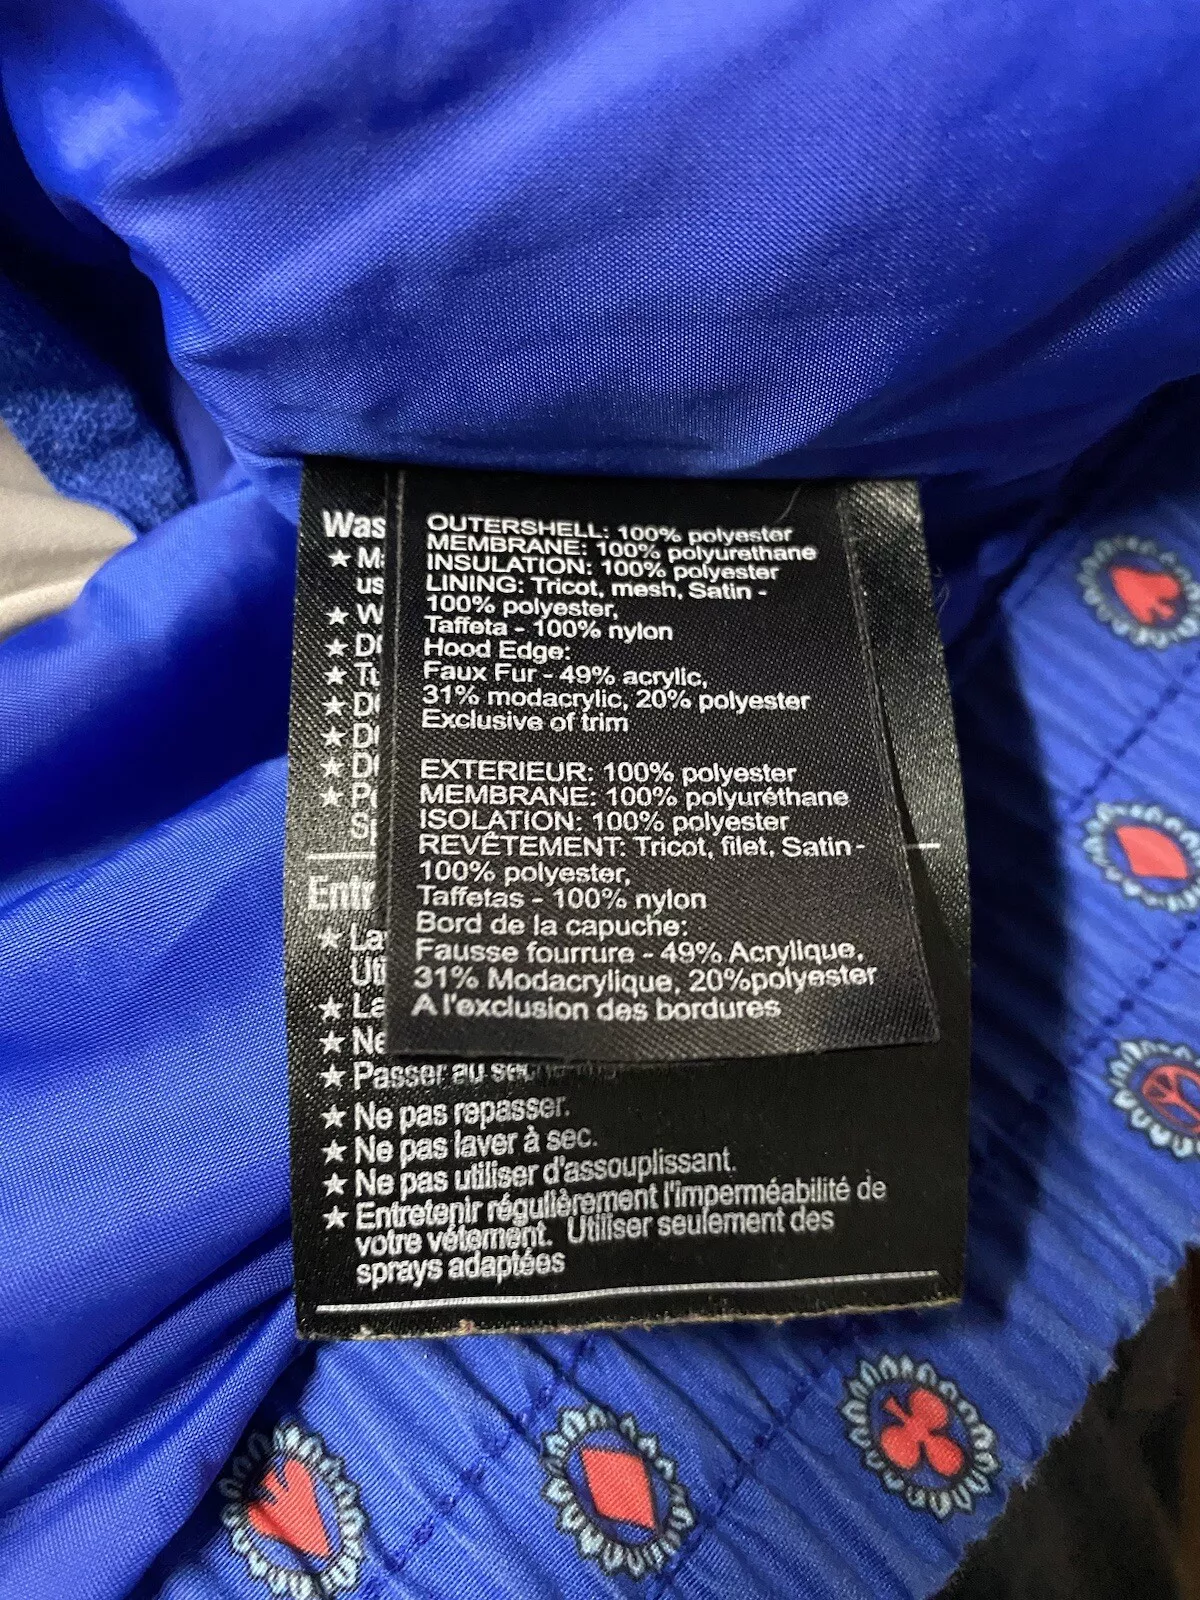 OUTERSHELL: 100% polyester
MEMBRANE: 100% polyurethane
INSULATION: 100% polyester
LINING: Tricot, mesh, Satin -
100% polyester,
Taffeta - 100% nylon
Hood Edge:
Faux Fur - 49% acrylic,
31% modacrylic, 20% polyester
Exclusive of trim
EXTERIEUR: 100% polyester
MEMBRANE: 100% polyuréthane
ISOLATION: 100% polyester
REVÊTEMENT: Tricot, filet, Satin -
100% polyester,
Taffetas - 100% nylon
Bord de la capuche:
Fausse fourrure - 49% Acrylique,
31% Modacrylique, 20%polyester
A l'exclusion des bordures
★ Passer au
★ Ne pas repasser.
★ Ne pas laver à sec.
★ Ne pas utiliser d'assouplissant.
★ Entretenir régulièrement l'imperméabilité de
votre vétement. Utiliser seulement des
sprays adaptées